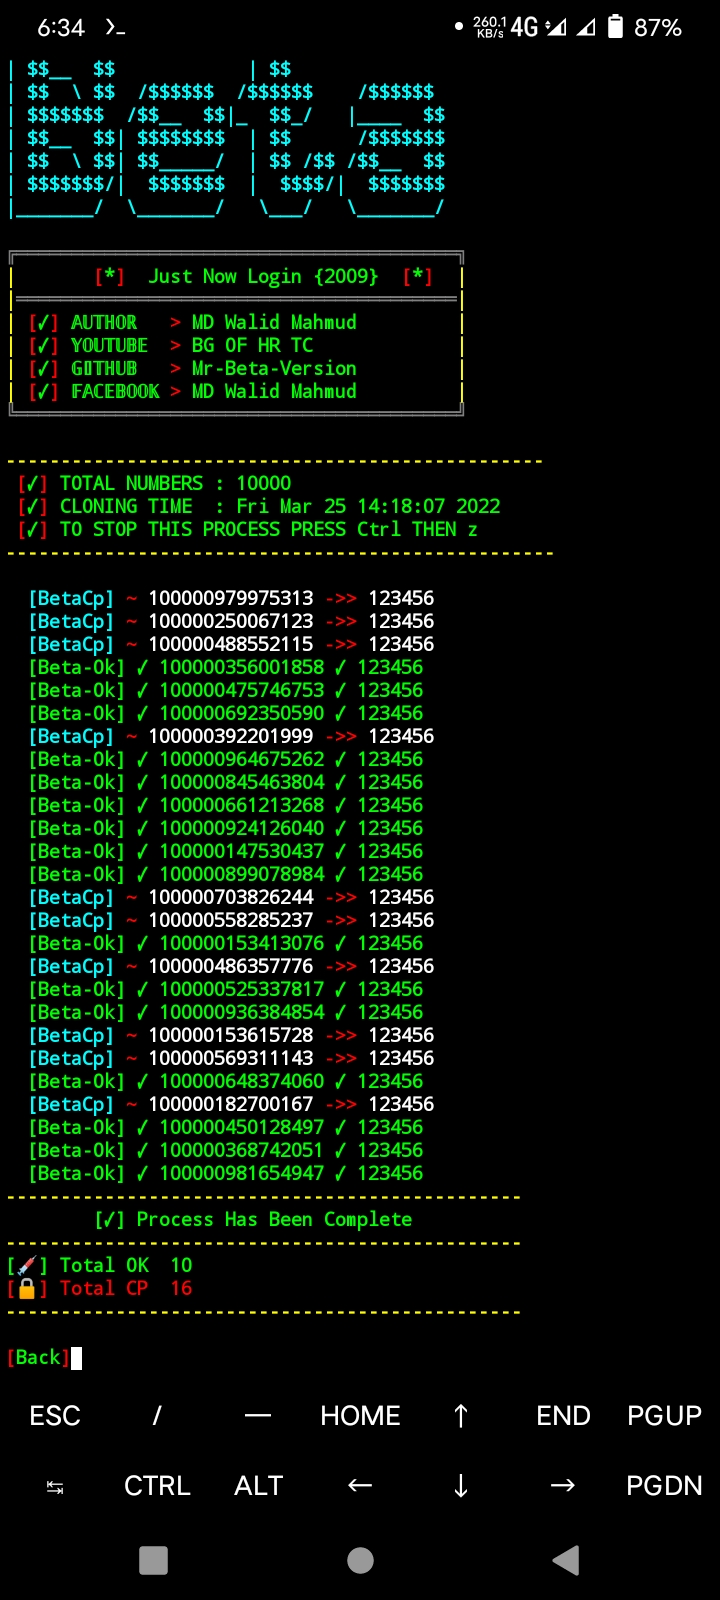 | $$__  $$            | $$
| $$  \ $$  /$$$$$$  /$$$$$$    /$$$$$$
| $$$$$$$  /$$__  $$|_  $$_/   |____  $$
| $$__  $$| $$$$$$$$  | $$      /$$$$$$$
| $$  \ $$| $$_____/  | $$ /$$ /$$__  $$
| $$$$$$$/|  $$$$$$$  |  $$$$/|  $$$$$$$
|_______/  \_______/   \___/   \_______/
[*] Just Now Login {2009} [*]
[✓] 𝔸𝕌𝕋ℍ𝕆ℝ > MD Walid Mahmud
[✓] 𝕐𝕆𝕌𝕋𝕌𝔹𝔼 > BG OF HR TC
[✓] 𝔾𝕀𝕋ℍ𝕌𝔹 > Mr-Beta-Version
[✓] 𝔽𝔸ℂ𝔼𝔹𝕆𝕆𝕂 > MD Walid Mahmud
[✓] TOTAL NUMBERS : 10000
[✓] CLONING TIME  : Fri Mar 25 14:18:07 2022
[✓] TO STOP THIS PROCESS PRESS Ctrl THEN z
[BetaCp] ~ 100000979975313 ->> 123456
[BetaCp] ~ 100000250067123 ->> 123456
[BetaCp] ~ 100000488552115 ->> 123456
[Beta-Ok] ✓ 100000356001858 ✓ 123456
[Beta-Ok] ✓ 100000475746753 ✓ 123456
[Beta-Ok] ✓ 100000692350590 ✓ 123456
[BetaCp] ~ 100000392201999 ->> 123456
[Beta-Ok] ✓ 100000964675262 ✓ 123456
[Beta-Ok] ✓ 100000845463804 ✓ 123456
[Beta-Ok] ✓ 100000661213268 ✓ 123456
[Beta-Ok] ✓ 100000924126040 ✓ 123456
[Beta-Ok] ✓ 100000147530437 ✓ 123456
[Beta-Ok] ✓ 100000899078984 ✓ 123456
[BetaCp] ~ 100000703826244 ->> 123456
[BetaCp] ~ 100000558285237 ->> 123456
[Beta-Ok] ✓ 100000153413076 ✓ 123456
[BetaCp] ~ 100000486357776 ->> 123456
[Beta-Ok] ✓ 100000525337817 ✓ 123456
[Beta-Ok] ✓ 100000936384854 ✓ 123456
[BetaCp] ~ 100000153615728 ->> 123456
[BetaCp] ~ 100000569311143 ->> 123456
[Beta-Ok] ✓ 100000648374060 ✓ 123456
[BetaCp] ~ 100000182700167 ->> 123456
[Beta-Ok] ✓ 100000450128497 ✓ 123456
[Beta-Ok] ✓ 100000368742051 ✓ 123456
[Beta-Ok] ✓ 100000981654947 ✓ 123456
[✓] Process Has Been Complete
[💉] Total OK  10
[🔒] Total CP  16
[Back]
6:34 >_ 260.1 KB/s 4G 87%
ESC / — HOME ↑ END PGUP
↹ CTRL ALT ← ↓ → PGDN